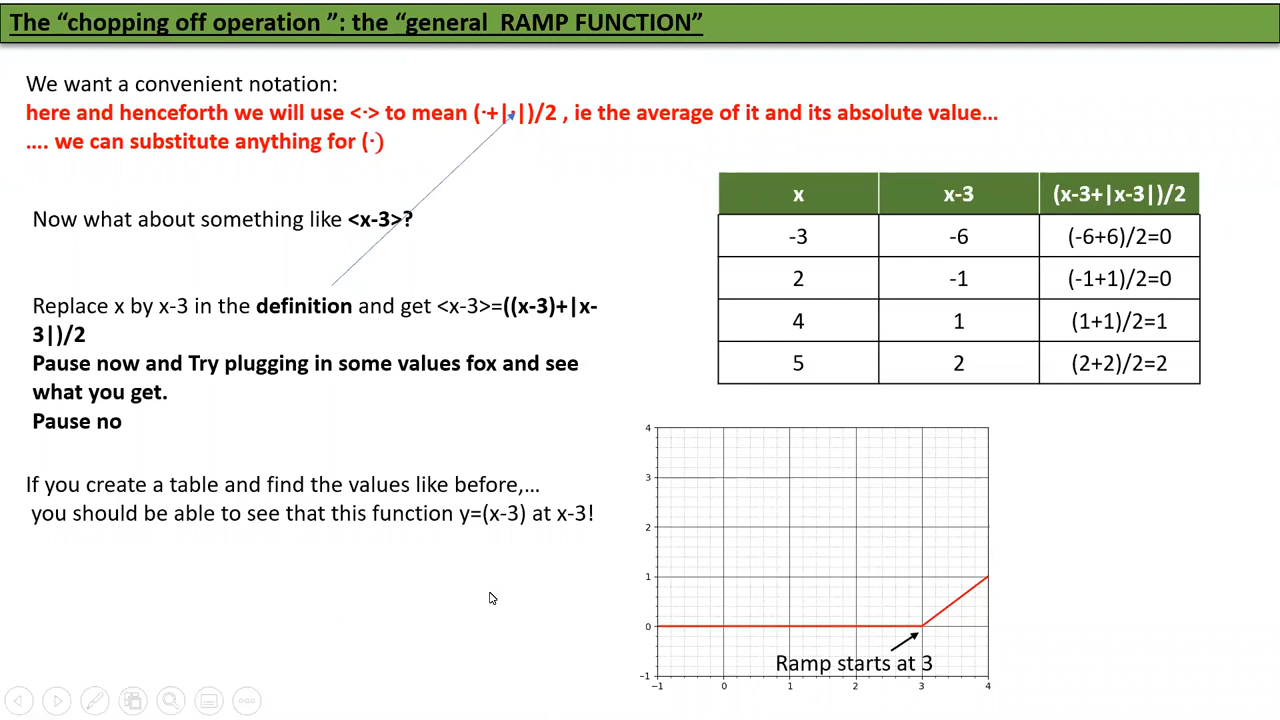 The “chopping off operation ”: the “general RAMP FUNCTION”
We want a convenient notation:
here and henceforth we will use <·> to mean (·+|·|)/2 , ie the average of it and its absolute value…
…. we can substitute anything for (·)
Now what about something like <x-3>?
Replace x by x-3 in the definition and get <x-3>=((x-3)+|x-
3|)/2
Pause now and Try plugging in some values fox and see
what you get.
Pause no
If you create a table and find the values like before,…
you should be able to see that this function y=(x-3) at x-3!
x x-3 (x-3+|x-3|)/2
-3 -6 (-6+6)/2=0
2 -1 (-1+1)/2=0
4 1 (1+1)/2=1
5 2 (2+2)/2=2
4
3
2
1
0
−1
Ramp starts at 3
−1 0 1 2 3 4